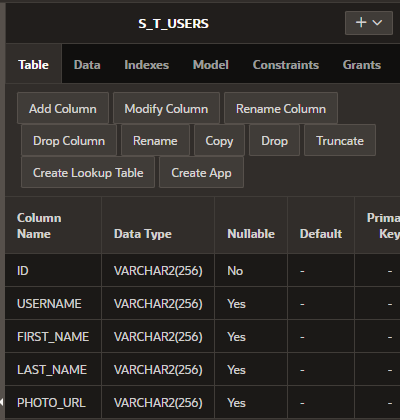 S_T_USERS
+
Table Data Indexes Model Constraints Grants
Add Column Modify Column Rename Column
Drop Column Rename Copy Drop Truncate
Create Lookup Table Create App
Column Name Data Type Nullable Default Prima Key
ID VARCHAR2(256) No - -
USERNAME VARCHAR2(256) Yes - -
FIRST_NAME VARCHAR2(256) Yes - -
LAST_NAME VARCHAR2(256) Yes - -
PHOTO_URL VARCHAR2(256) Yes - -